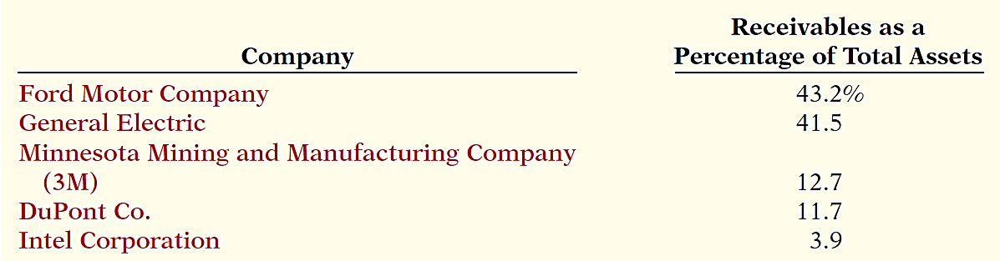 Receivables as a
Company Percentage of Total Assets
Ford Motor Company 43.2%
General Electric 41.5
Minnesota Mining and Manufacturing Company
(3M) 12.7
DuPont Co. 11.7
Intel Corporation 3.9